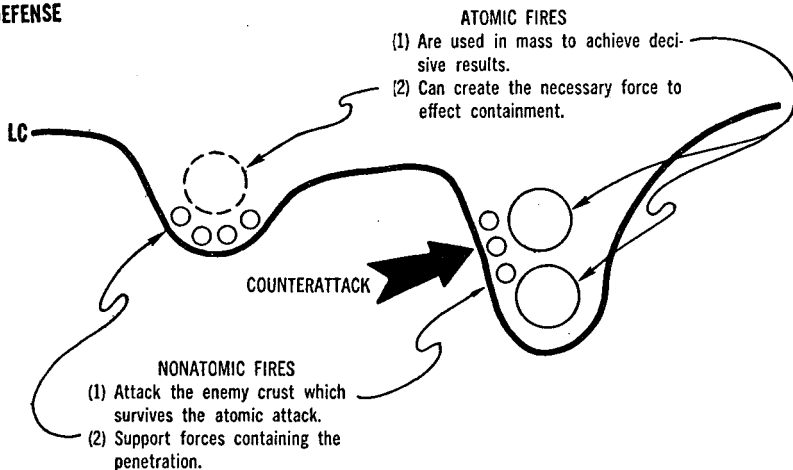 DEFENSE
ATOMIC FIRES
(1) Are used in mass to achieve deci-
sive results.
(2) Can create the necessary force to
effect containment.
LC
COUNTERATTACK
NONATOMIC FIRES
(1) Attack the enemy crust which
survives the atomic attack.
(2) Support forces containing the
penetration.